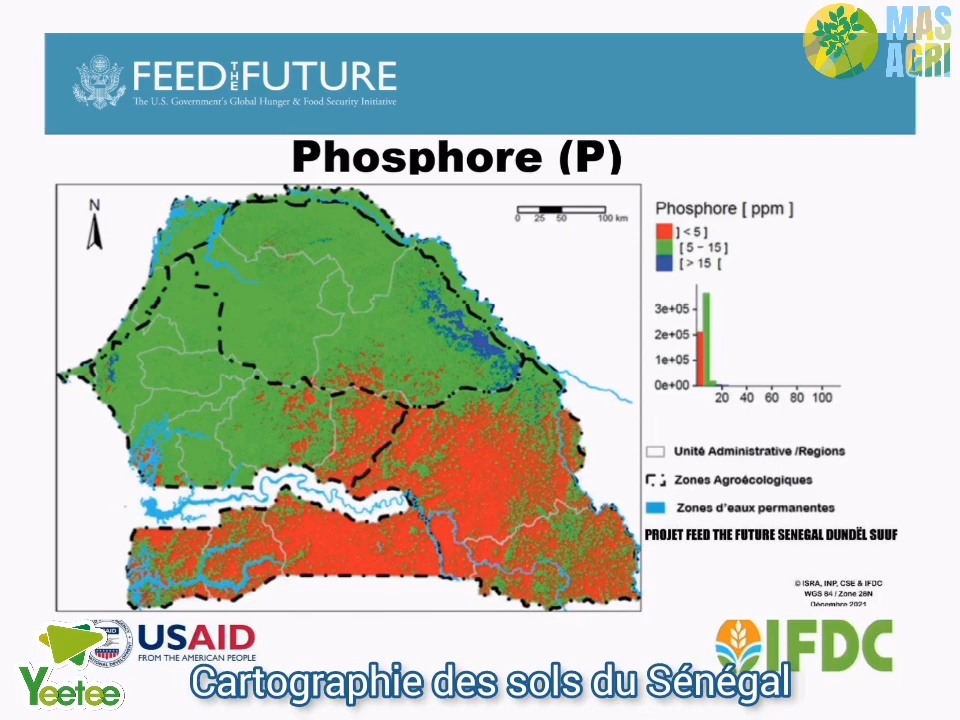 MAS
AGRI
FEED THE FUTURE
The U.S. Government's Global Hunger & Food Security Initiative
Phosphore (P)
N
0 25 50 100 km
Phosphore [ ppm ]
] < 5 ]
[ 5 – 15 ]
[ > 15 [
3e+05
2e+05
1e+05
0e+00
20 40 60 80 100
Unité Administrative /Regions
Zones Agroécologiques
Zones d'eaux permanentes
PROJET FEED THE FUTURE SENEGAL DUNDËL SUUF
© ISRA, INP, CSE & IFDC
WGS 84 / Zone 28N
Décembre 2021
USAID
FROM THE AMERICAN PEOPLE
IFDC
Yeetee
Cartographie des sols du Sénégal